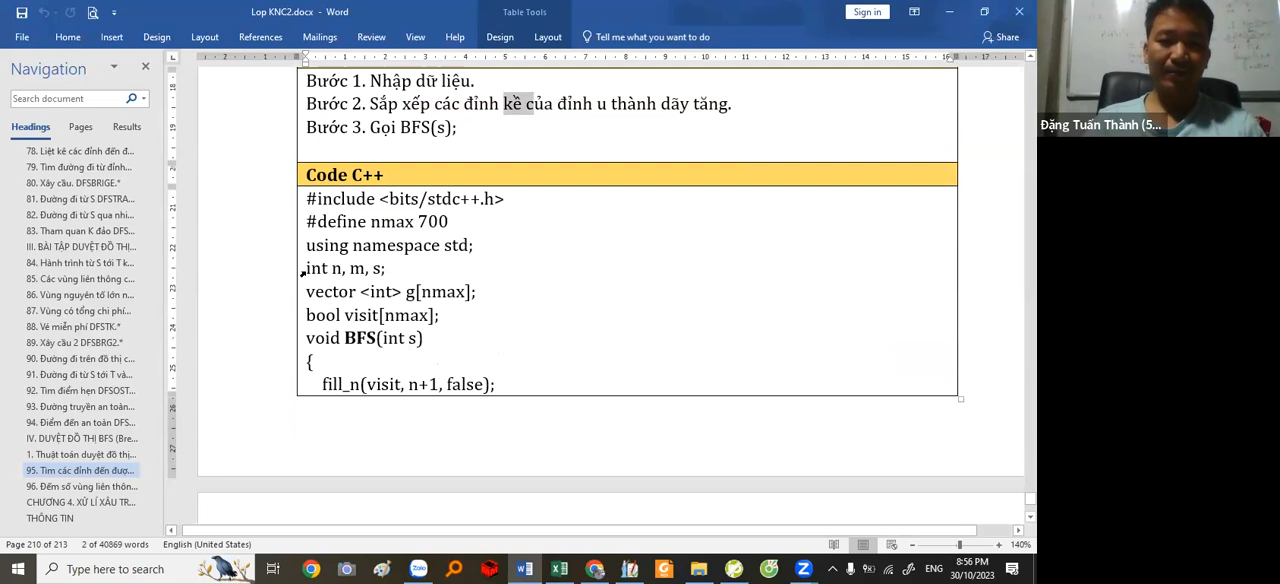 Lop KNC2.docx - Word
Table Tools
Sign in
File Home Insert Design Layout References Mailings Review View Help Design Layout Tell me what you want to do Share
Navigation
Search document
Headings Pages Results
78. Liệt kê các đỉnh đến đ...
79. Tìm đường đi từ đỉnh...
80. Xây cầu. DFSBRIGE.*
81. Đường đi từ S DFSTRA...
82. Đường đi từ S qua nhi...
83. Tham quan K đảo DFS...
III. BÀI TẬP DUYỆT ĐỒ THỊ...
84. Hành trình từ S tới T k...
85. Các vùng liên thông c...
86. Vùng nguyên tố lớn n...
87. Vùng có tổng chi phí...
88. Vé miễn phí DFSTK.*
89. Xây cầu 2 DFSBRG2.*
90. Đường đi trên đồ thị c...
91. Đường đi từ S tới T và...
92. Tìm điểm hẹn DFSOST...
93. Đường truyền an toàn...
94. Điểm đến an toàn DFS...
IV. DUYỆT ĐỒ THỊ BFS (Bre...
1. Thuật toán duyệt đồ thị...
95. Tìm các đỉnh đến đượ...
96. Đếm số vùng liên thôn...
CHƯƠNG 4. XỬ LÍ XÂU TR...
THÔNG TIN
Bước 1. Nhập dữ liệu.
Bước 2. Sắp xếp các đỉnh kề của đỉnh u thành dãy tăng.
Bước 3. Gọi BFS(s);
Code C++
#include <bits/stdc++.h>
#define nmax 700
using namespace std;
int n, m, s;
vector <int> g[nmax];
bool visit[nmax];
void BFS(int s)
{
fill_n(visit, n+1, false);
Đặng Tuấn Thành (5...
Page 210 of 213 2 of 40869 words English (United States) 140%
Type here to search
8:56 PM
30/10/2023